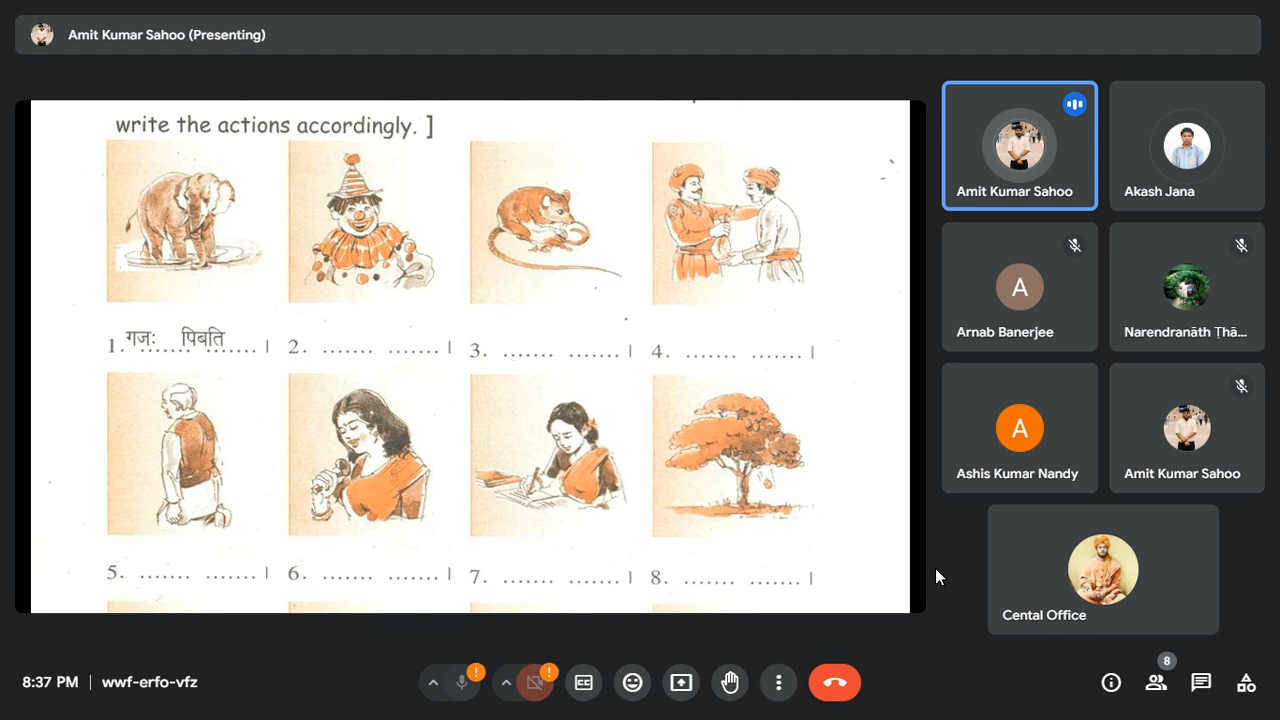 Amit Kumar Sahoo (Presenting)
write the actions accordingly. ]
1. गजः पिबति ।
2. ....... ....... ।
3. ....... ....... ।
4. ....... ....... ।
5. ....... ....... ।
6. ....... ....... ।
7. ....... ....... ।
8. ....... ....... ।
Amit Kumar Sahoo
Akash Jana
A
Arnab Banerjee
Narendranāth Ṭhā...
A
Ashis Kumar Nandy
Amit Kumar Sahoo
Cental Office
8:37 PM | wwf-erfo-vfz
8